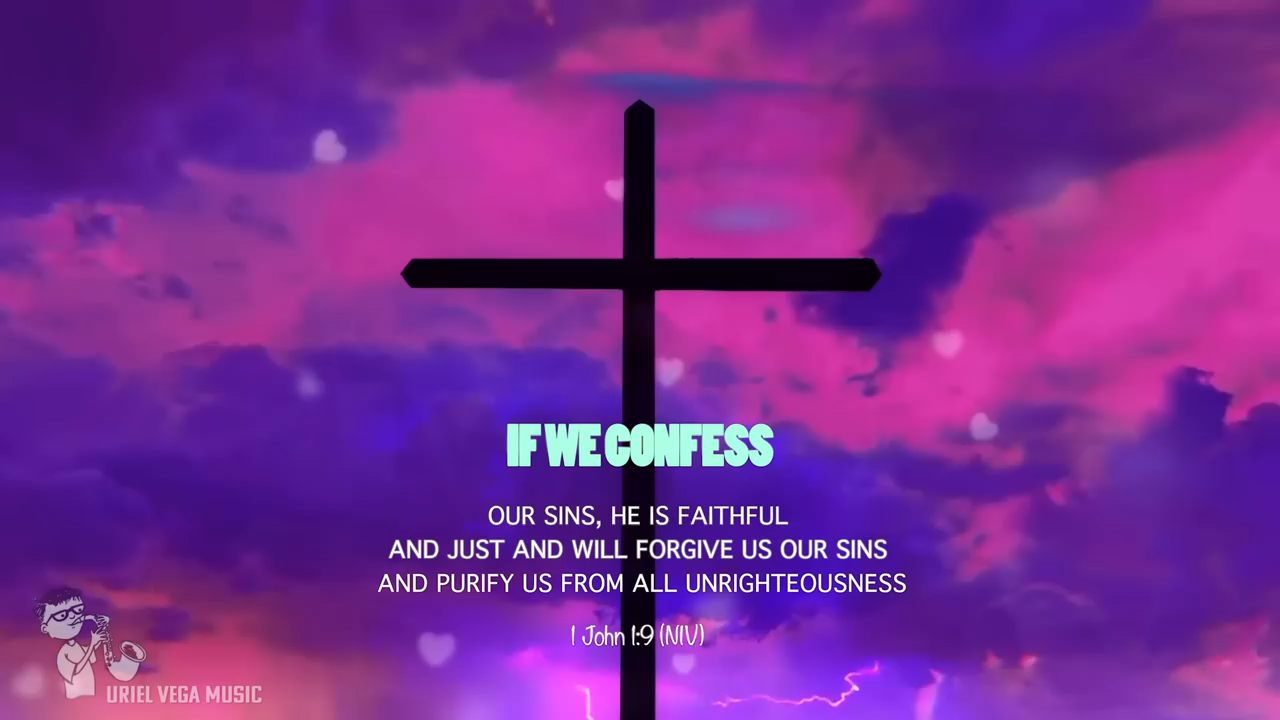 IF WE CONFESS
OUR SINS, HE IS FAITHFUL
AND JUST AND WILL FORGIVE US OUR SINS
AND PURIFY US FROM ALL UNRIGHTEOUSNESS
1 John 1:9 (NIV)
URIEL VEGA MUSIC